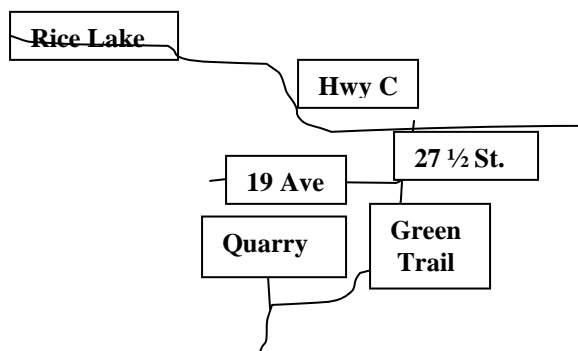 Rice Lake
Hwy C
27 ½ St.
19 Ave
Quarry
Green
Trail